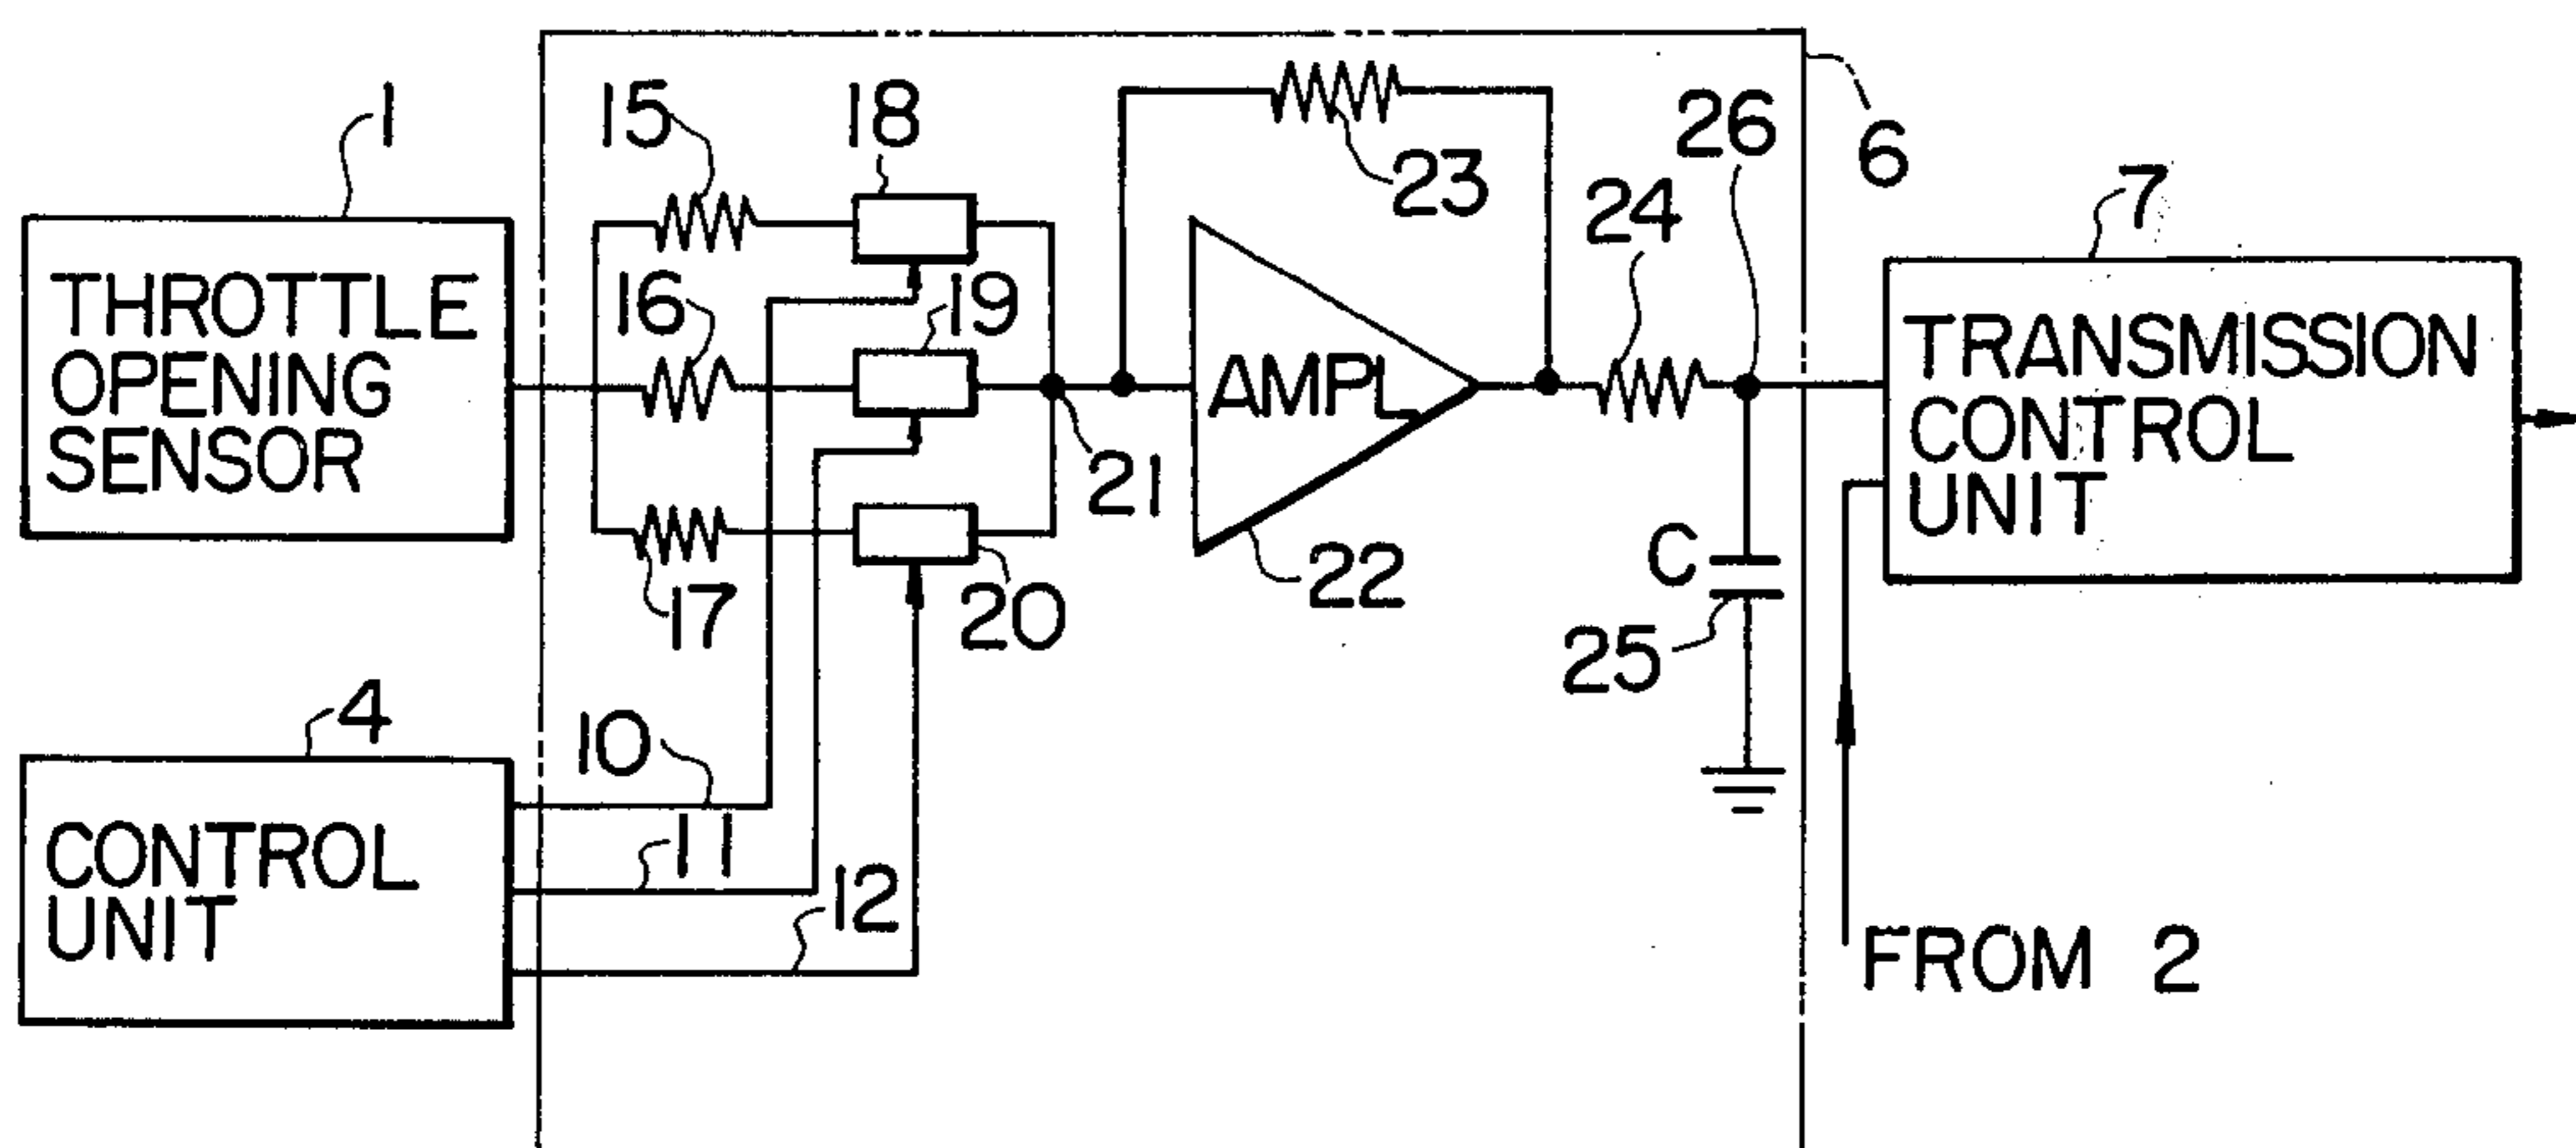 1
THROTTLE
OPENING
SENSOR
4
CONTROL
UNIT
15
16
17
18
19
20
10
11
12
21
AMPL
22
23
24
26
C
25
6
7
TRANSMISSION
CONTROL
UNIT
FROM 2